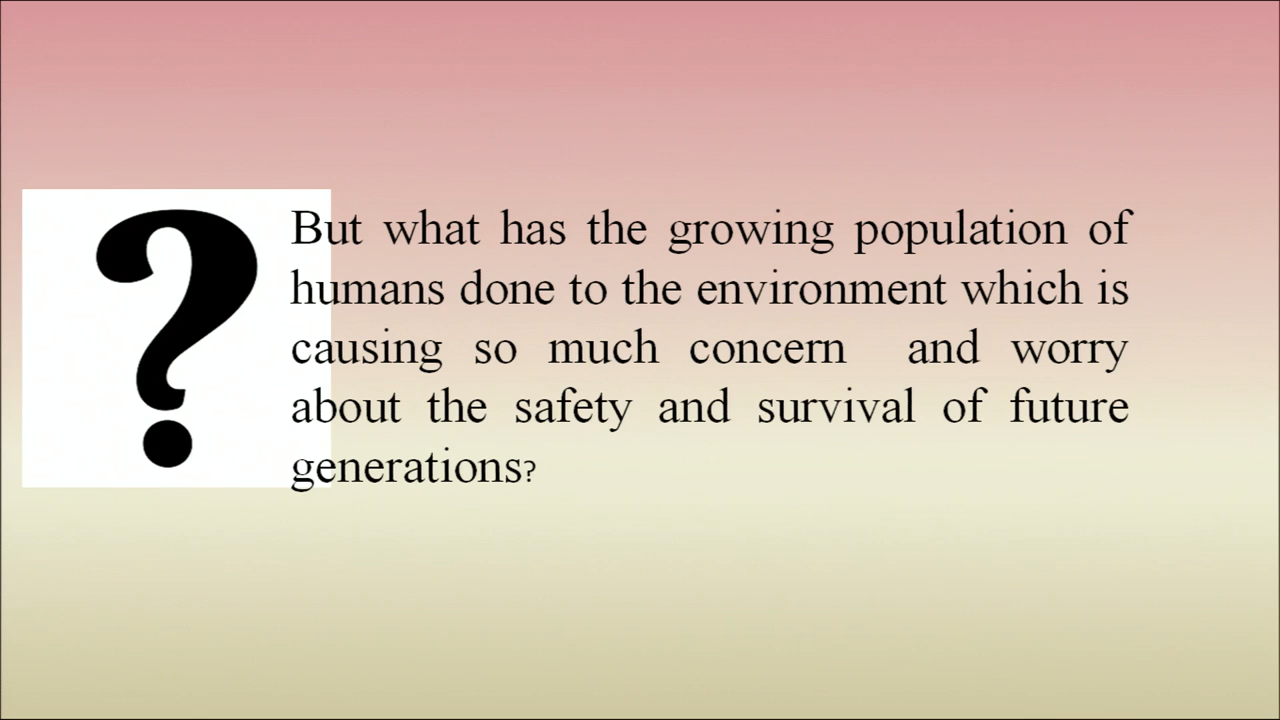 But what has the growing population of
humans done to the environment which is
causing so much concern and worry
about the safety and survival of future
generations?